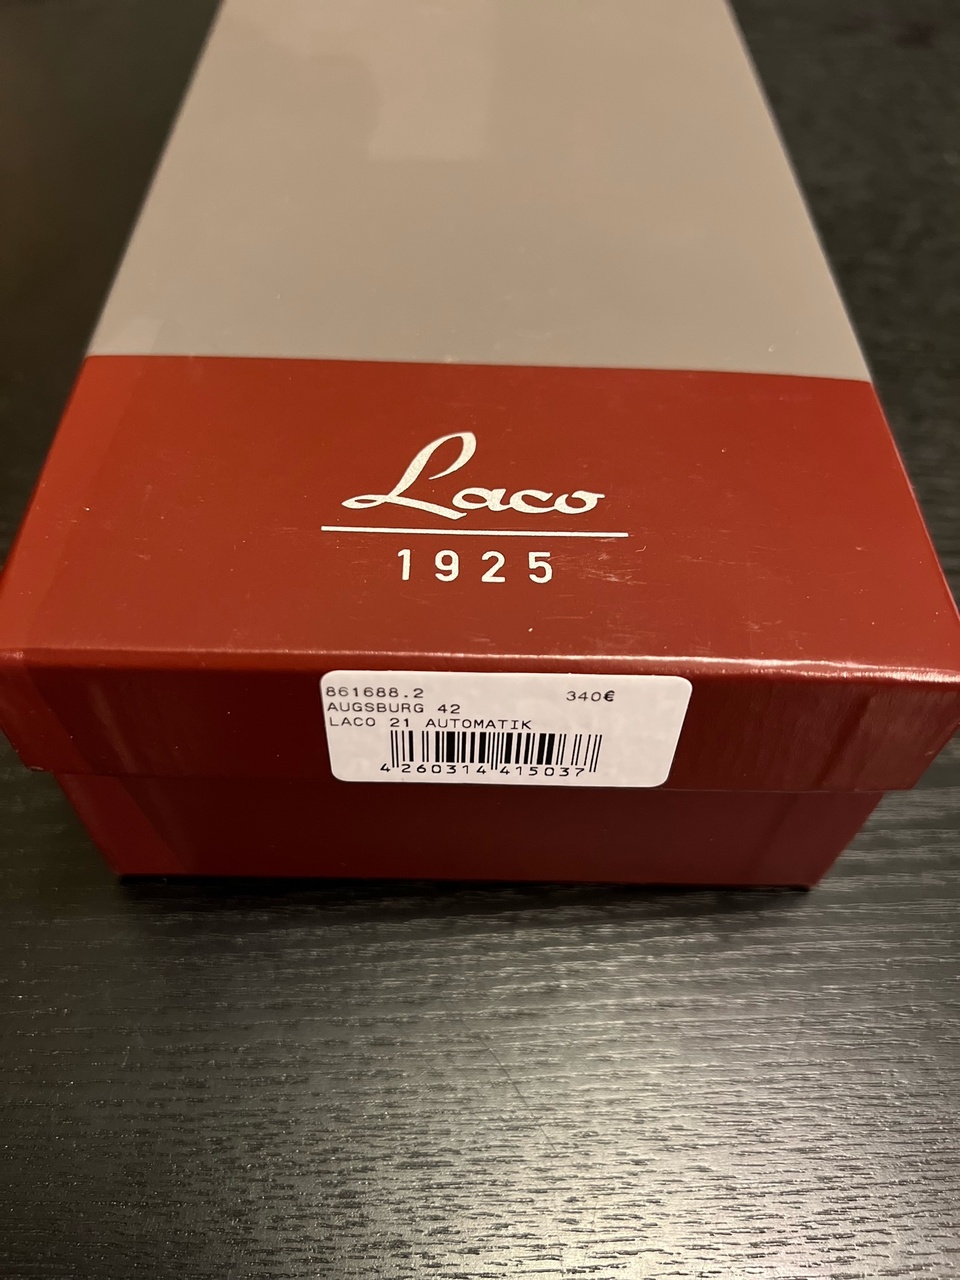 Laco
1925
861688.2 340€
AUGSBURG 42
LACO 21 AUTOMATIK
4 260314 415037